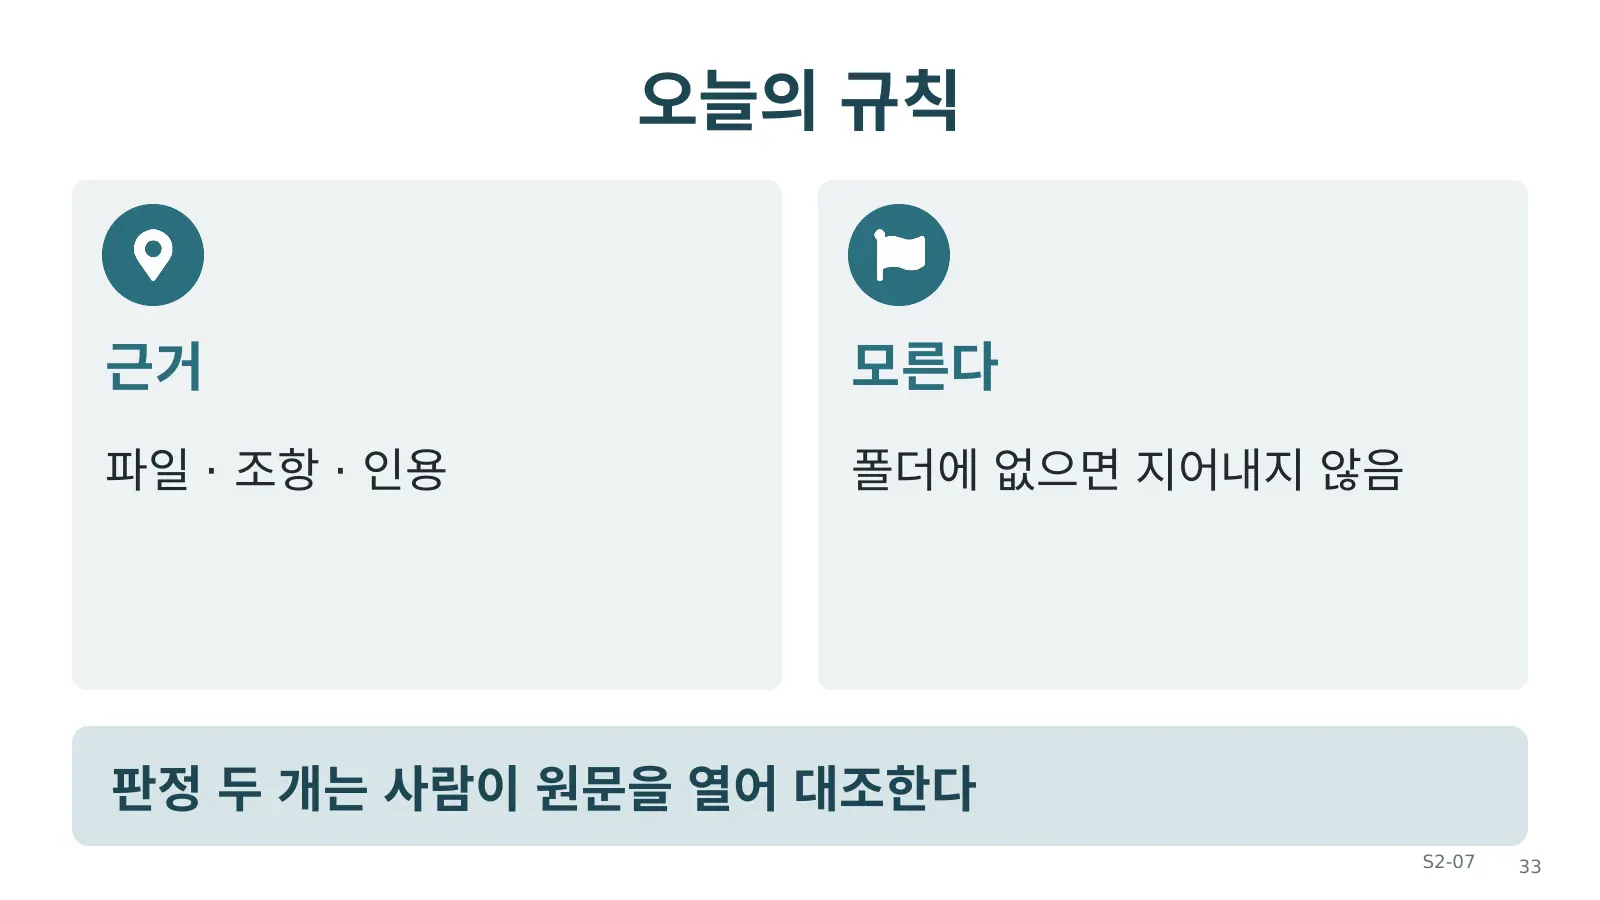 오늘의 규칙
근거
파일 · 조항 · 인용
모른다
폴더에 없으면 지어내지 않음
판정 두 개는 사람이 원문을 열어 대조한다
S2-07
33